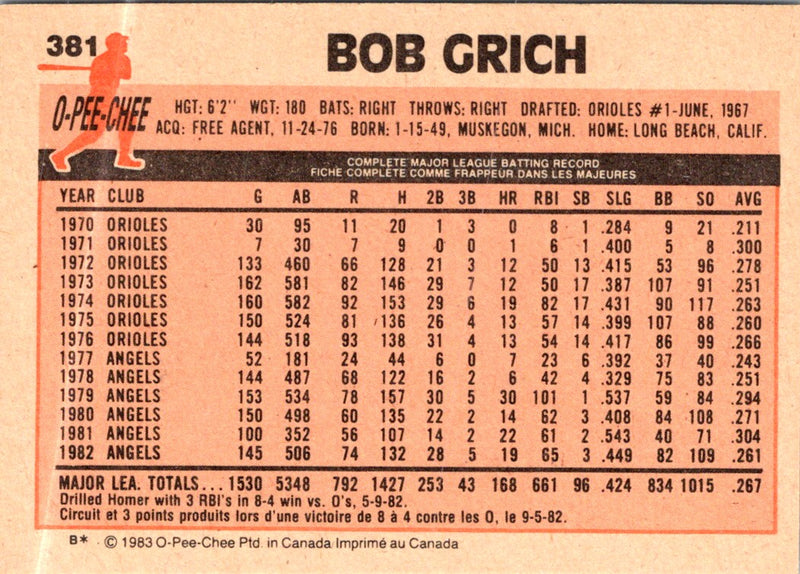 381 BOB GRICH
O-PEE-CHEE
HGT: 6'2" WGT: 180 BATS: RIGHT THROWS: RIGHT DRAFTED: ORIOLES #1-JUNE, 1967
ACQ: FREE AGENT, 11-24-76 BORN: 1-15-49, MUSKEGON, MICH. HOME: LONG BEACH, CALIF.
COMPLETE MAJOR LEAGUE BATTING RECORD
FICHE COMPLÈTE COMME FRAPPEUR DANS LES MAJEURES
YEAR CLUB G AB R H 2B 3B HR RBI SB SLG BB SO AVG
1970 ORIOLES 30 95 11 20 1 3 0 8 1 .284 9 21 .211
1971 ORIOLES 7 30 7 9 0 0 1 6 1 .400 5 8 .300
1972 ORIOLES 133 460 66 128 21 3 12 50 13 .415 53 96 .278
1973 ORIOLES 162 581 82 146 29 7 12 50 17 .387 107 91 .251
1974 ORIOLES 160 582 92 153 29 6 19 82 17 .431 90 117 .263
1975 ORIOLES 150 524 81 136 26 4 13 57 14 .399 107 88 .260
1976 ORIOLES 144 518 93 138 31 4 13 54 14 .417 86 99 .266
1977 ANGELS 52 181 24 44 6 0 7 23 6 .392 37 40 .243
1978 ANGELS 144 487 68 122 16 2 6 42 4 .329 75 83 .251
1979 ANGELS 153 534 78 157 30 5 30 101 1 .537 59 84 .294
1980 ANGELS 150 498 60 135 22 2 14 62 3 .408 84 108 .271
1981 ANGELS 100 352 56 107 14 2 22 61 2 .543 40 71 .304
1982 ANGELS 145 506 74 132 28 5 19 65 3 .449 82 109 .261
MAJOR LEA. TOTALS... 1530 5348 792 1427 253 43 168 661 96 .424 834 1015 .267
Drilled Homer with 3 RBI's in 8-4 win vs. O's, 5-9-82.
Circuit et 3 points produits lors d'une victoire de 8 à 4 contre les O, le 9-5-82.
B* © 1983 O-Pee-Chee Ptd. in Canada/Imprimé au Canada